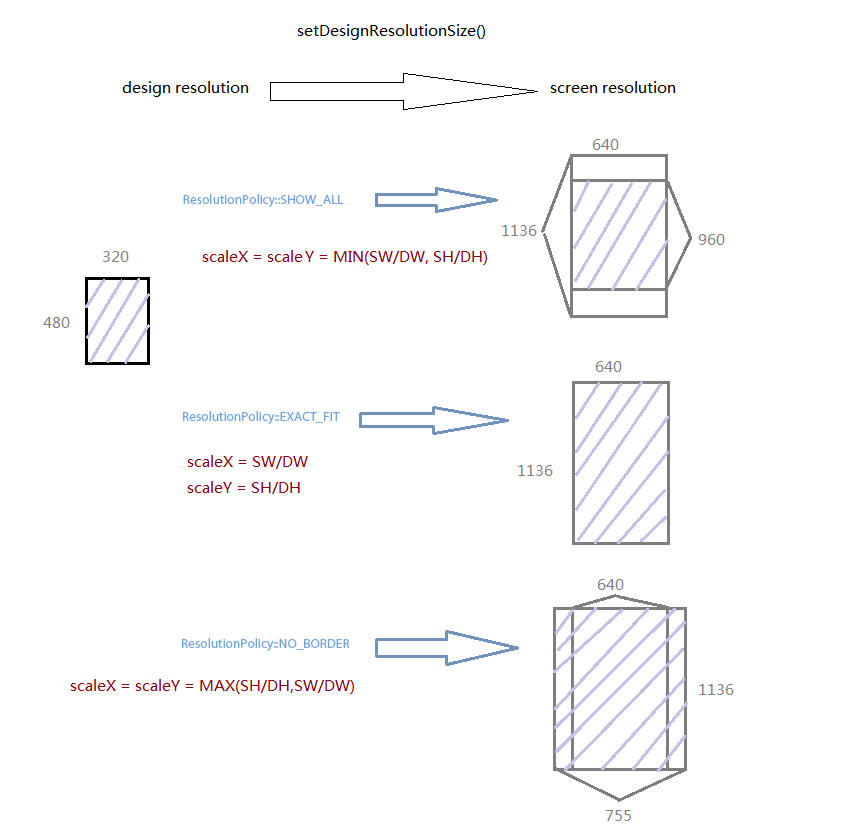 setDesignResolutionSize()
design resolution
screen resolution
640
ResolutionPolicy::SHOW_ALL
1136
960
scaleX = scaleY = MIN(SW/DW, SH/DH)
320
480
640
ResolutionPolicy::EXACT_FIT
scaleX = SW/DW
1136
scaleY = SH/DH
640
ResolutionPolicy::NO_BORDER
scaleX = scaleY = MAX(SH/DH,SW/DW)
1136
755